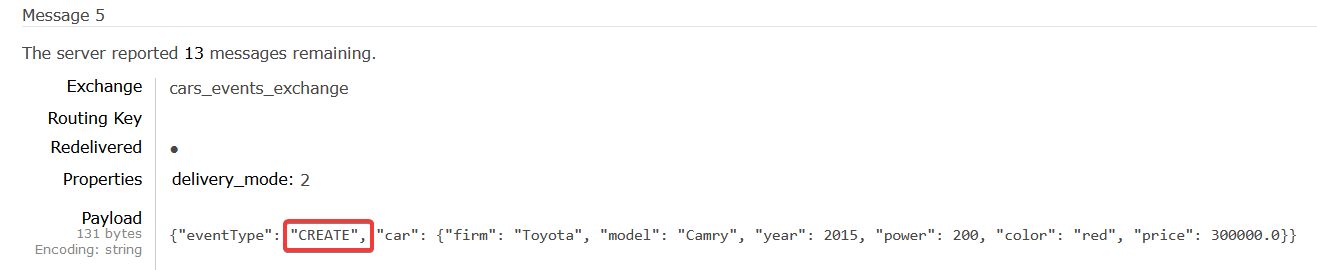 Message 5
The server reported 13 messages remaining.
Exchange cars_events_exchange
Routing Key
Redelivered ●
Properties delivery_mode: 2
Payload
131 bytes
Encoding: string
{"eventType": "CREATE", "car": {"firm": "Toyota", "model": "Camry", "year": 2015, "power": 200, "color": "red", "price": 300000.0}}